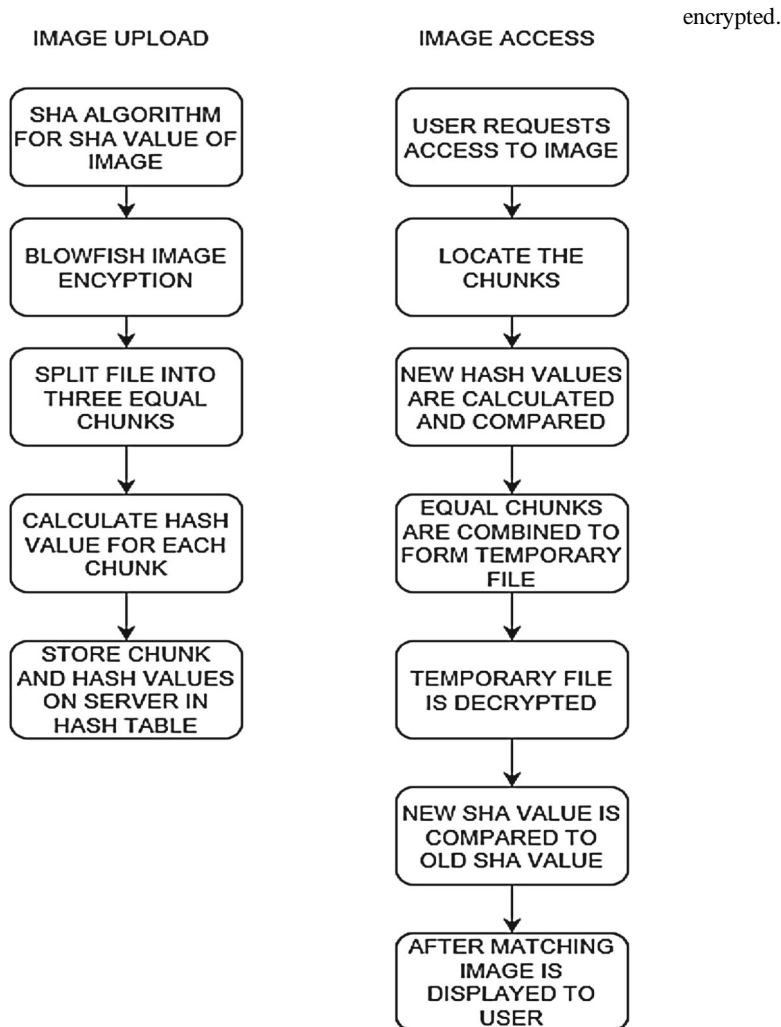 encrypted.
IMAGE UPLOAD
SHA ALGORITHM
FOR SHA VALUE OF
IMAGE
BLOWFISH IMAGE
ENCYPTION
SPLIT FILE INTO
THREE EQUAL
CHUNKS
CALCULATE HASH
VALUE FOR EACH
CHUNK
STORE CHUNK
AND HASH VALUES
ON SERVER IN
HASH TABLE
IMAGE ACCESS
USER REQUESTS
ACCESS TO IMAGE
LOCATE THE
CHUNKS
NEW HASH VALUES
ARE CALCULATED
AND COMPARED
EQUAL CHUNKS
ARE COMBINED TO
FORM TEMPORARY
FILE
TEMPORARY FILE
IS DECRYPTED
NEW SHA VALUE IS
COMPARED TO
OLD SHA VALUE
AFTER MATCHING
IMAGE IS
DISPLAYED TO
USER